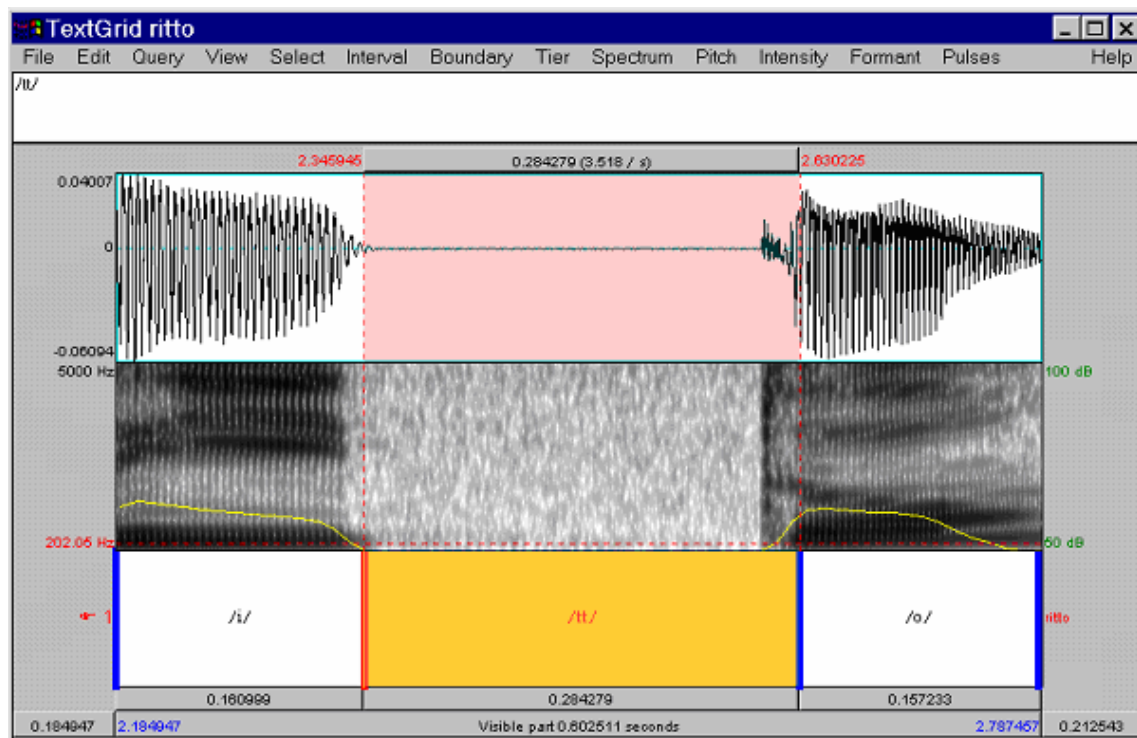 TextGrid ritto
File Edit Query View Select Interval Boundary Tier Spectrum Pitch Intensity Formant Pulses Help
/tt/
2.345945 0.284279 (3.518 / s) 2.630225
0.04007
0
-0.06094
5000 Hz 100 dB
202.05 Hz 50 dB
1 /i/ /tt/ /o/ ritto
0.160999 0.284279 0.157233
0.184947 2.184947 Visible part 0.602511 seconds 2.787457 0.212543